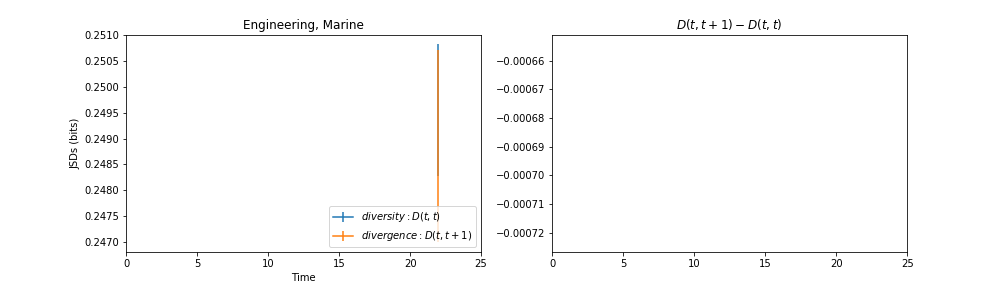 Engineering, Marine
0.2510
0.2505
0.2500
0.2495
0.2490
0.2485
0.2480
0.2475
0.2470
JSDs (bits)
0 5 10 15 20 25
Time
diversity: D(t, t)
divergence: D(t, t + 1)
D(t, t + 1) − D(t, t)
−0.00066
−0.00067
−0.00068
−0.00069
−0.00070
−0.00071
−0.00072
0 5 10 15 20 25